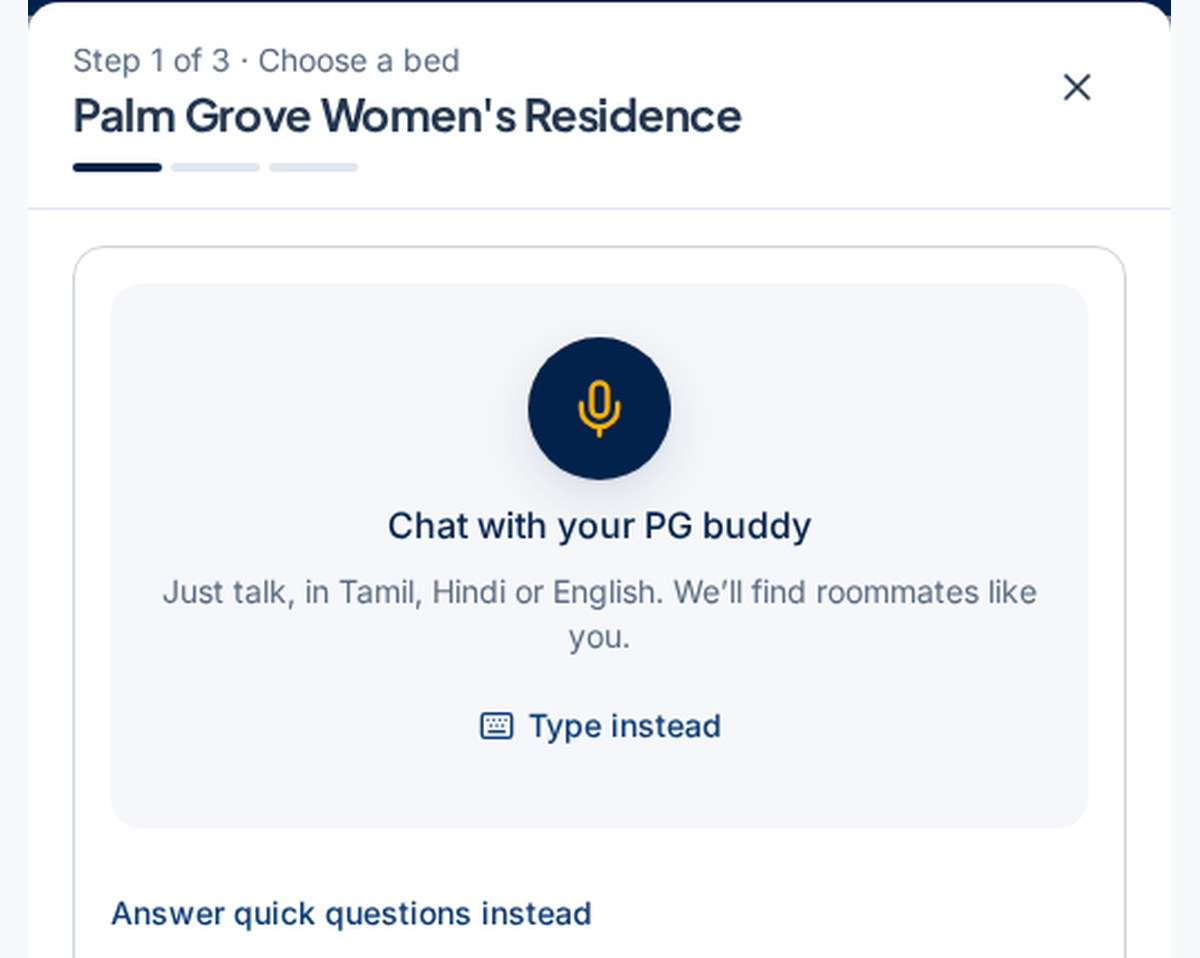 Step 1 of 3 · Choose a bed
Palm Grove Women's Residence
Chat with your PG buddy
Just talk, in Tamil, Hindi or English. We’ll find roommates like
you.
Type instead
Answer quick questions instead